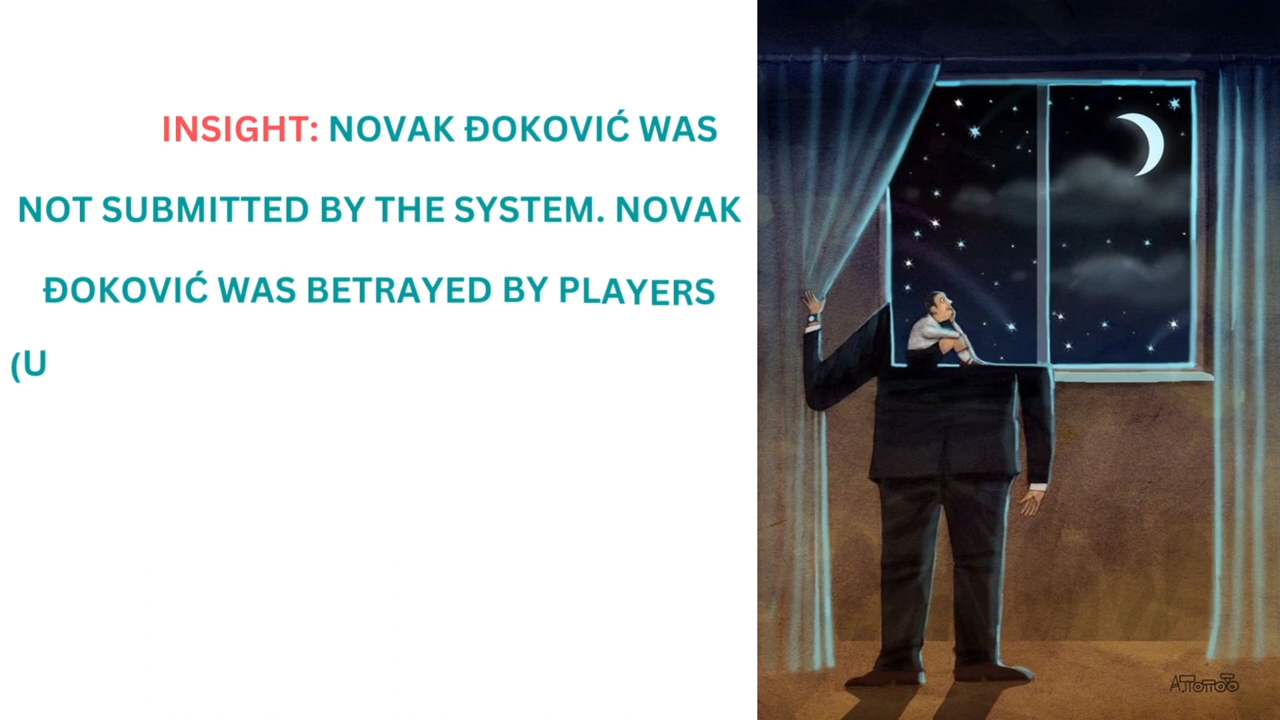 INSIGHT: NOVAK ĐOKOVIĆ WAS
NOT SUBMITTED BY THE SYSTEM. NOVAK
ĐOKOVIĆ WAS BETRAYED BY PLAYERS
(U